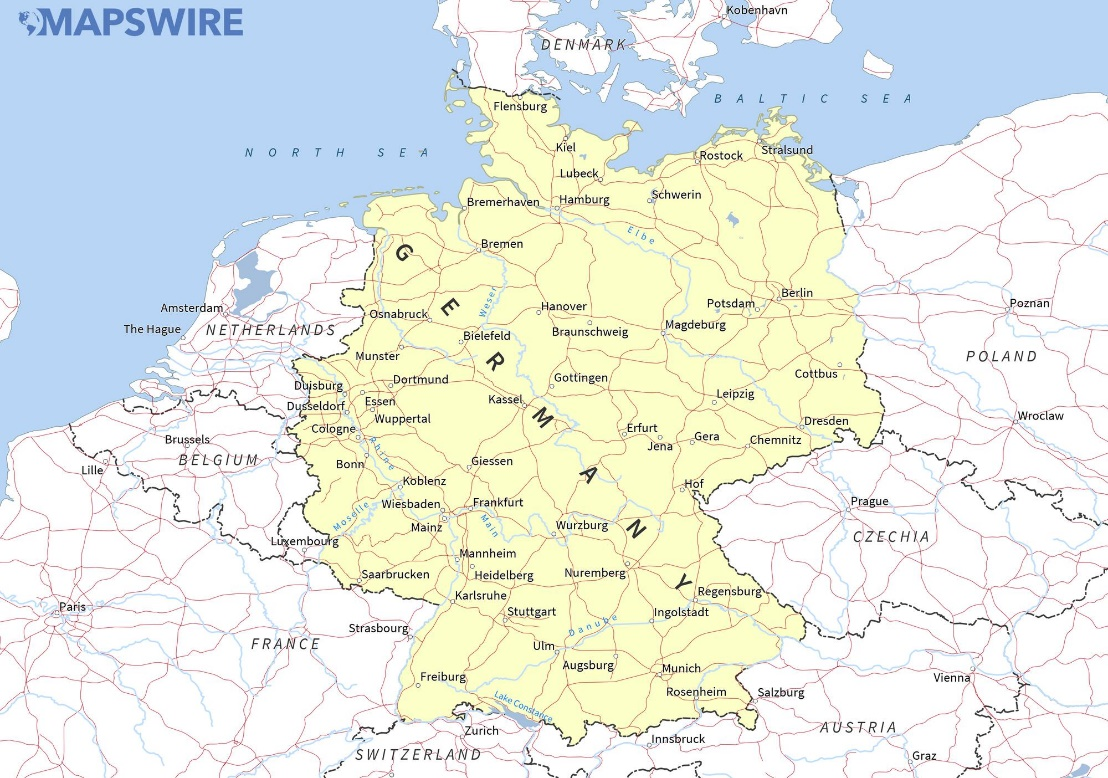 MAPSWIRE
Kobenhavn
DENMARK
BALTIC SEA
Flensburg
NORTH SEA
Kiel
Rostock
Stralsund
Lubeck
Schwerin
Bremerhaven
Hamburg
Elbe
Bremen
Weser
Berlin
Potsdam
Poznan
Amsterdam
Osnabruck
Hanover
The Hague
NETHERLANDS
Braunschweig
Magdeburg
Bielefeld
Munster
POLAND
Cottbus
Duisburg
Dortmund
Gottingen
Leipzig
Essen
Kassel
Dusseldorf
Wuppertal
Wroclaw
Cologne
Erfurt
Dresden
Gera
Chemnitz
Jena
Brussels
Rhine
BELGIUM
Lille
Bonn
Giessen
GERMANY
Koblenz
Hof
Wiesbaden
Frankfurt
Prague
Moselle
Mainz
Main
Wurzburg
CZECHIA
Luxembourg
Mannheim
Saarbrucken
Heidelberg
Nuremberg
Karlsruhe
Regensburg
Paris
Stuttgart
Ingolstadt
Strasbourg
Danube
FRANCE
Ulm
Augsburg
Munich
Freiburg
Vienna
Rosenheim
Salzburg
Lake Constance
Zurich
AUSTRIA
Innsbruck
SWITZERLAND
Graz